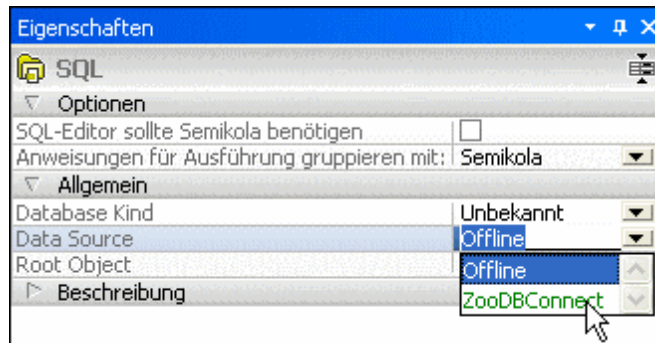 Eigenschaften
SQL
Optionen
SQL-Editor sollte Semikola benötigen
Anweisungen für Ausführung gruppieren mit: Semikola
Allgemein
Database Kind Unbekannt
Data Source Offline
Root Object Offline
Beschreibung ZooDBConnect